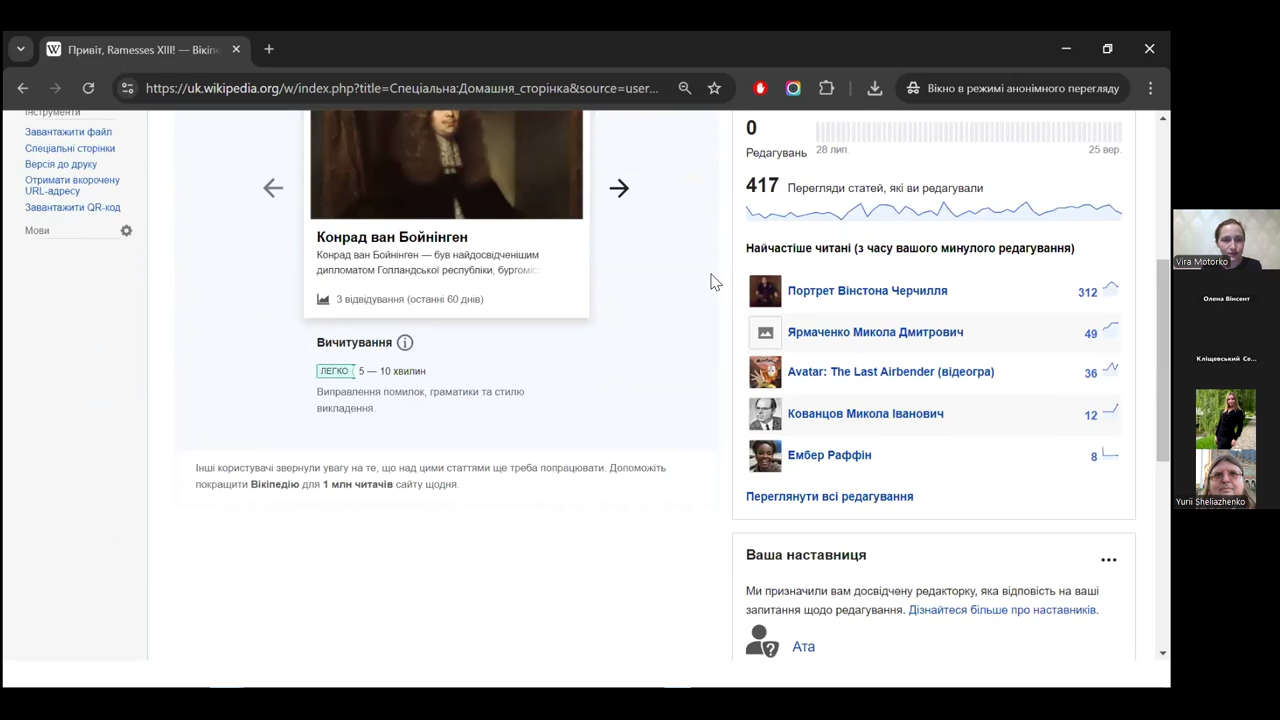 Привіт, Ramesses XIII! — Вікіпе
https://uk.wikipedia.org/w/index.php?title=Спеціальна:Домашня_сторінка&source=user...
Вікно в режимі анонімного перегляду
Інструменти
Завантажити файл
Спеціальні сторінки
Версія до друку
Отримати вкорочену
URL-адресу
Завантажити QR-код
Мови
Конрад ван Бойнінген
Конрад ван Бойнінген — був найдосвідченішим
дипломатом Голландської республіки, бургоміс
3 відвідування (останні 60 днів)
Вичитування
ЛЕГКО 5 — 10 хвилин
Виправлення помилок, граматики та стилю
викладення.
Інші користувачі звернули увагу на те, що над цими статтями ще треба попрацювати. Допоможіть
покращити Вікіпедію для 1 млн читачів сайту щодня.
0
Редагувань
28 лип.
25 вер.
417 Перегляди статей, які ви редагували
Найчастіше читані (з часу вашого минулого редагування)
Портрет Вінстона Черчилля 312
Ярмаченко Микола Дмитрович 49
Avatar: The Last Airbender (відеогра) 36
Кованцов Микола Іванович 12
Ембер Раффін 8
Переглянути всі редагування
Ваша наставниця
Ми призначили вам досвідчену редакторку, яка відповість на ваші
запитання щодо редагування. Дізнайтеся більше про наставників.
Ата
Vira Motorko
Олена Вінсент
Кліщевський Се...
Yurii Sheliazhenko